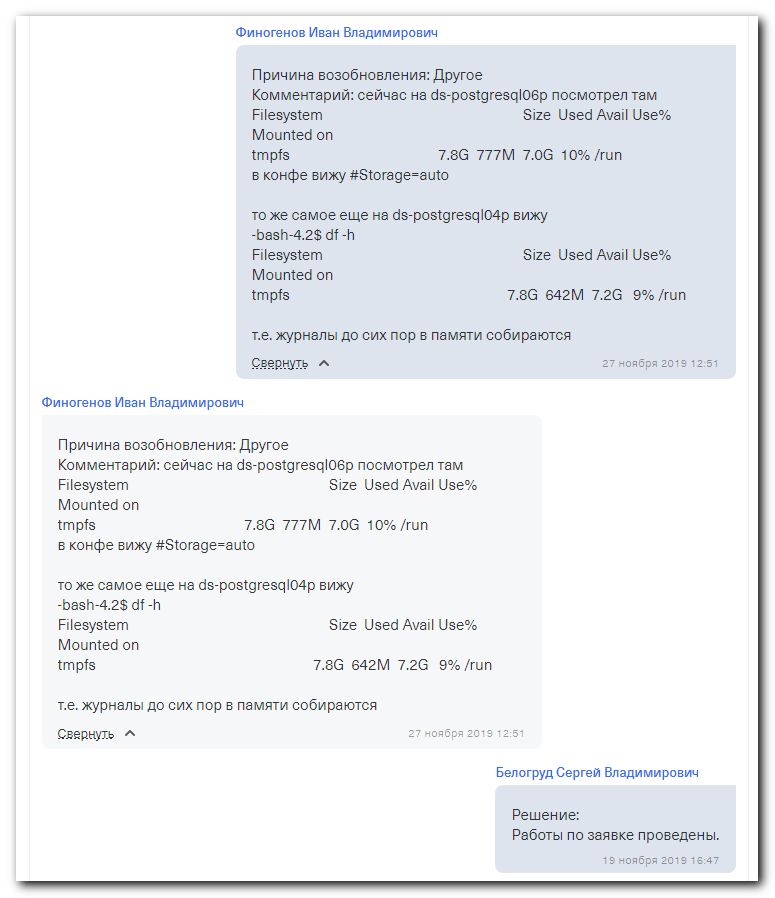 Финогенов Иван Владимирович
Причина возобновления: Другое
Комментарий: сейчас на ds-postgresql06p посмотрел там
Filesystem Size Used Avail Use%
Mounted on
tmpfs 7.8G 777M 7.0G 10% /run
в конфе вижу #Storage=auto
то же самое еще на ds-postgresql04p вижу
-bash-4.2$ df -h
Filesystem Size Used Avail Use%
Mounted on
tmpfs 7.8G 642M 7.2G 9% /run
т.е. журналы до сих пор в памяти собираются
Свернуть 27 ноября 2019 12:51
Финогенов Иван Владимирович
Причина возобновления: Другое
Комментарий: сейчас на ds-postgresql06p посмотрел там
Filesystem Size Used Avail Use%
Mounted on
tmpfs 7.8G 777M 7.0G 10% /run
в конфе вижу #Storage=auto
то же самое еще на ds-postgresql04p вижу
-bash-4.2$ df -h
Filesystem Size Used Avail Use%
Mounted on
tmpfs 7.8G 642M 7.2G 9% /run
т.е. журналы до сих пор в памяти собираются
Свернуть 27 ноября 2019 12:51
Белогруд Сергей Владимирович
Решение:
Работы по заявке проведены.
19 ноября 2019 16:47